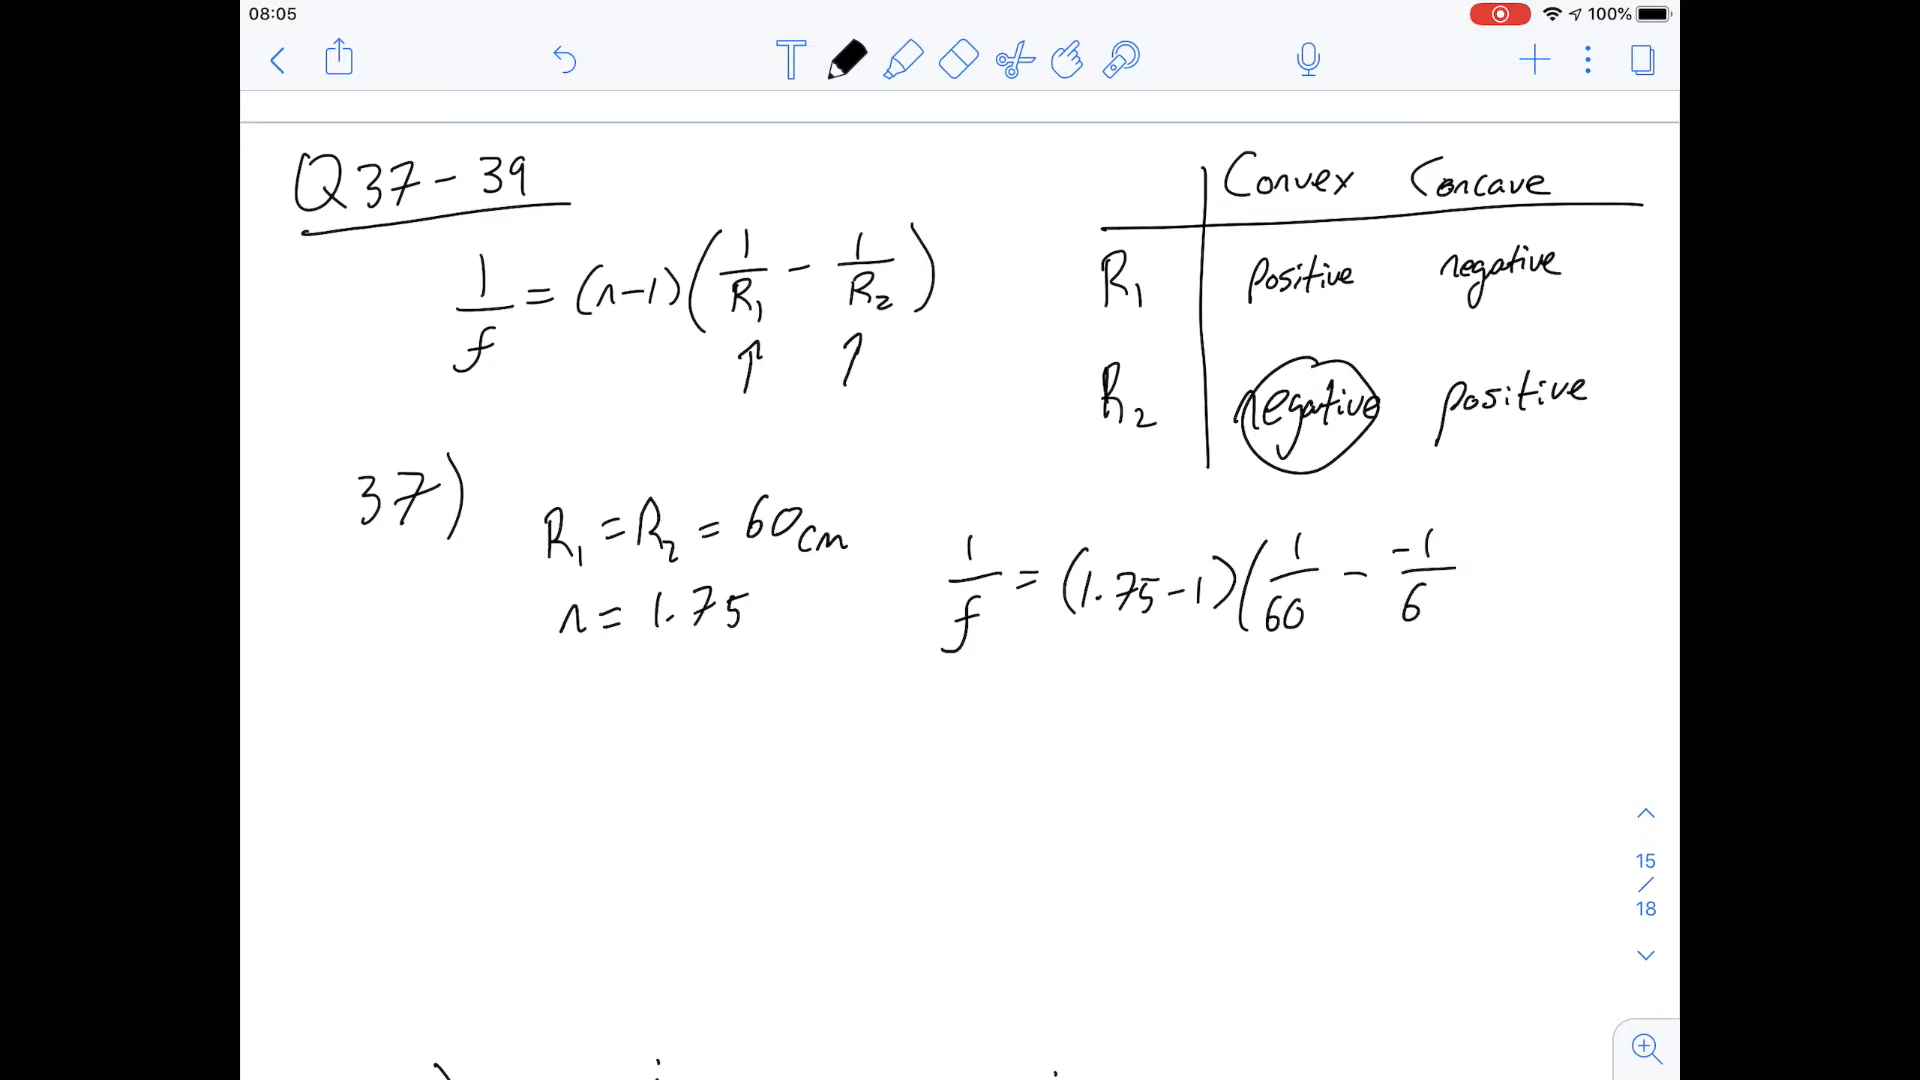 08:05 100%
T
Q 37 - 39
Convex Concave
1/f = (n-1)(1/R₁ - 1/R₂)
↑ ↑
R₁ positive negative
R₂ negative positive
37)
R₁ = R₂ = 60cm
n = 1.75
1/f = (1.75-1)(1/60 - -1/6
15
/
18